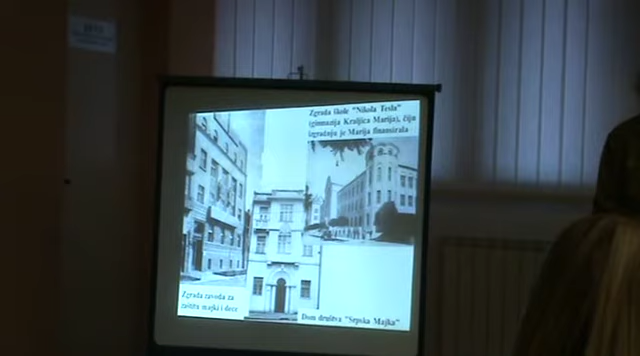 Zgrada škole "Nikola Tesla"
(gimnazija Kraljica Marija), čiju
izgradnju je Marija finansirala
Zgrada zavoda za
zaštitu majki i dece
Dom društva "Srpska Majka"